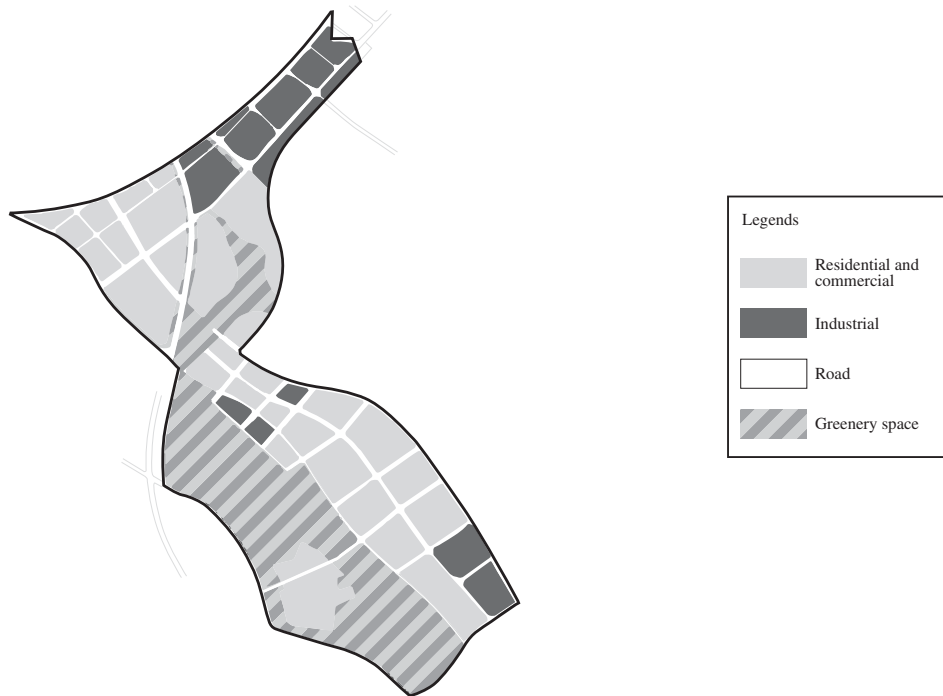 Legends
Residential and
commercial
Industrial
Road
Greenery space